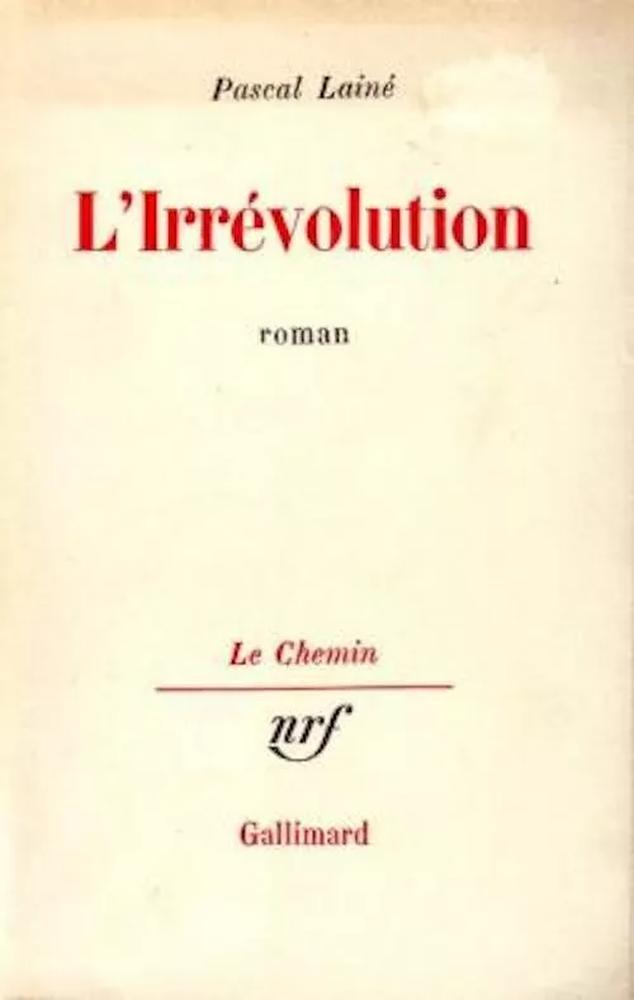 Pascal Lainé
L'Irrévolution
roman
Le Chemin
nrf
Gallimard